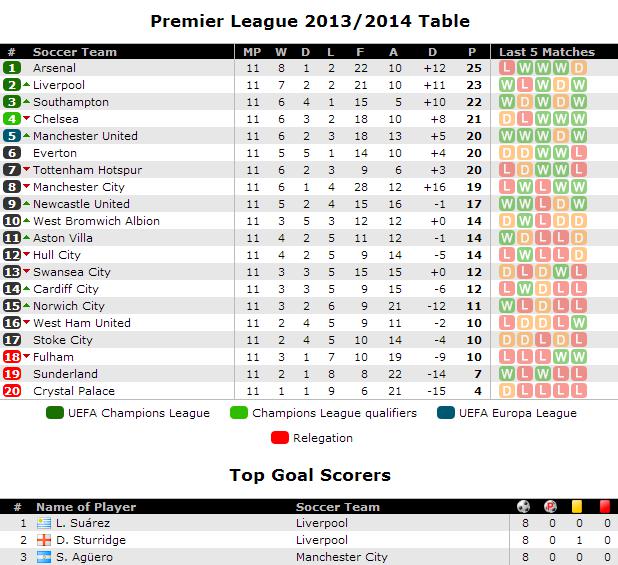 Premier League 2013/2014 Table
# Soccer Team MP W D L F A D P Last 5 Matches
1 Arsenal 11 8 1 2 22 10 +12 25 L W W W D
2 Liverpool 11 7 2 2 21 10 +11 23 W L W D W
3 Southampton 11 6 4 1 15 5 +10 22 W D W D W
4 Chelsea 11 6 3 2 18 10 +8 21 D L W W W
5 Manchester United 11 6 2 3 18 13 +5 20 W W W D W
6 Everton 11 5 5 1 14 10 +4 20 D D W W L
7 Tottenham Hotspur 11 6 2 3 9 6 +3 20 L D W W L
8 Manchester City 11 6 1 4 28 12 +16 19 L W L W W
9 Newcastle United 11 5 2 4 15 16 -1 17 W W L D W
10 West Bromwich Albion 11 3 5 3 12 12 +0 14 D W L D D
11 Aston Villa 11 4 2 5 11 12 -1 14 W D L L D
12 Hull City 11 4 2 5 9 14 -5 14 L W L L D
13 Swansea City 11 3 3 5 15 15 +0 12 D L D W L
14 Cardiff City 11 3 3 5 9 15 -6 12 L W D L L
15 Norwich City 11 3 2 6 9 21 -12 11 W L D L L
16 West Ham United 11 2 4 5 9 11 -2 10 L D D L W
17 Stoke City 11 2 4 5 10 14 -4 10 D D L D L
18 Fulham 11 3 1 7 10 19 -9 10 L L L W W
19 Sunderland 11 2 1 8 8 22 -14 7 W L W L L
20 Crystal Palace 11 1 1 9 6 21 -15 4 D L L L L
UEFA Champions League Champions League qualifiers UEFA Europa League
Relegation
Top Goal Scorers
# Name of Player Soccer Team P
1 L. Suárez Liverpool 8 0 0 0
2 D. Sturridge Liverpool 8 0 1 0
3 S. Agüero Manchester City 8 0 0 0